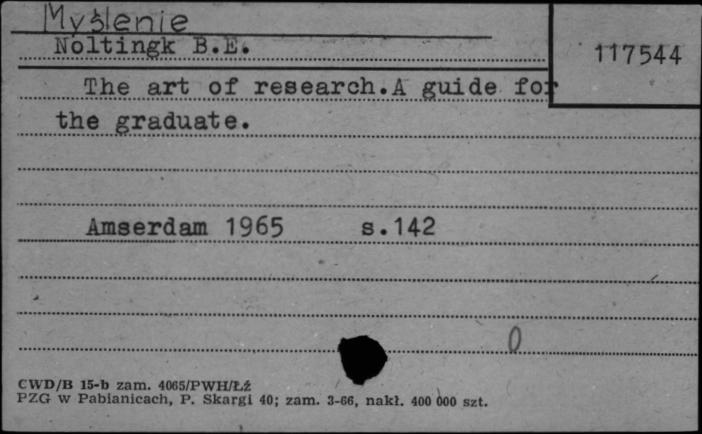 Myślenie
Noltingk B.E.
117544
The art of research.A guide for
the graduate.
Amserdam 1965 s.142
0
CWD/B 15-b zam. 4065/PWH/Łż
PZG w Pabianicach, P. Skargi 40; zam. 3-66, nakł. 400 000 szt.